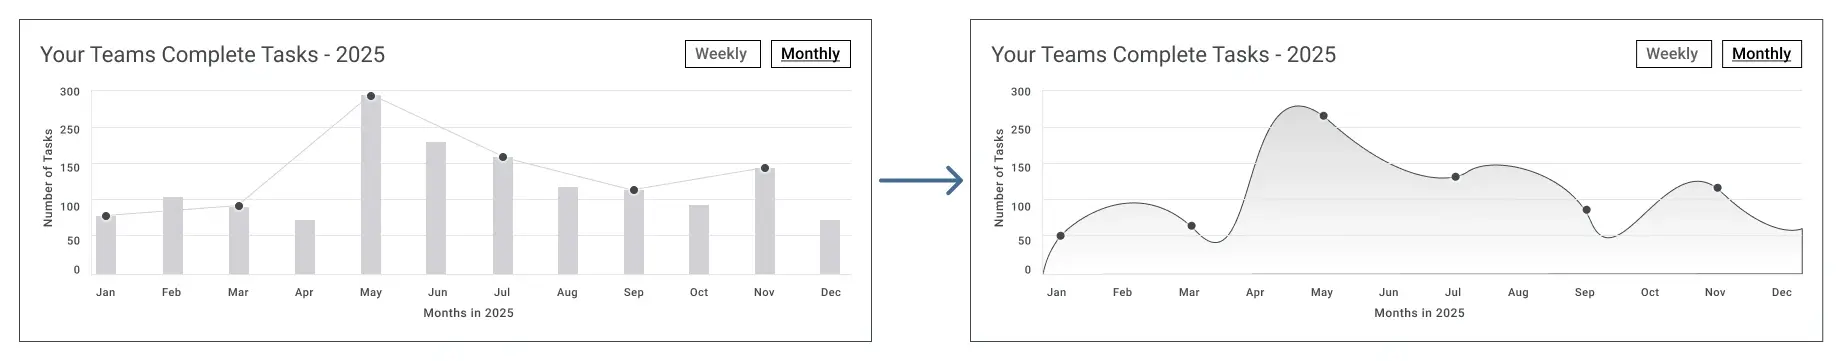 Your Teams Complete Tasks - 2025
Weekly
Monthly
Number of Tasks
300
250
150
100
50
0
Jan Feb Mar Apr May Jun Jul Aug Sep Oct Nov Dec
Months in 2025
Your Teams Complete Tasks - 2025
Weekly
Monthly
Number of Tasks
300
250
150
100
50
0
Jan Feb Mar Apr May Jun Jul Aug Sep Oct Nov Dec
Months in 2025